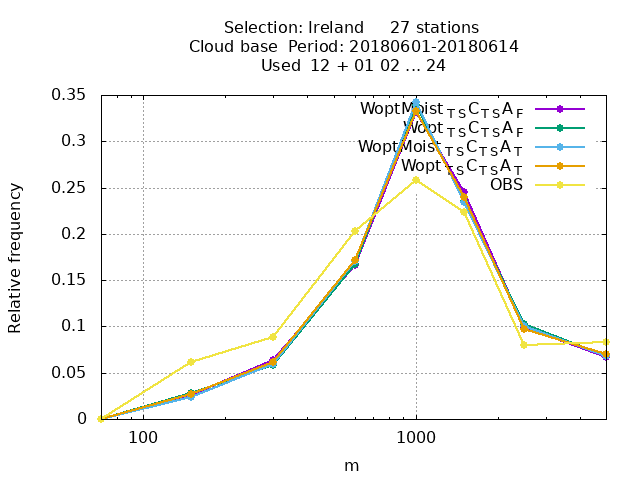 Selection: Ireland 27 stations
Cloud base Period: 20180601-20180614
Used 12 + 01 02 ... 24
0.35
WoptMoist TS C TS A F
0.3
Wopt TS C TS A F
WoptMoist TS C TS A T
Wopt TS C TS A T
0.25
OBS
0.2
0.15
0.1
0.05
0
Relative frequency
100 1000
m